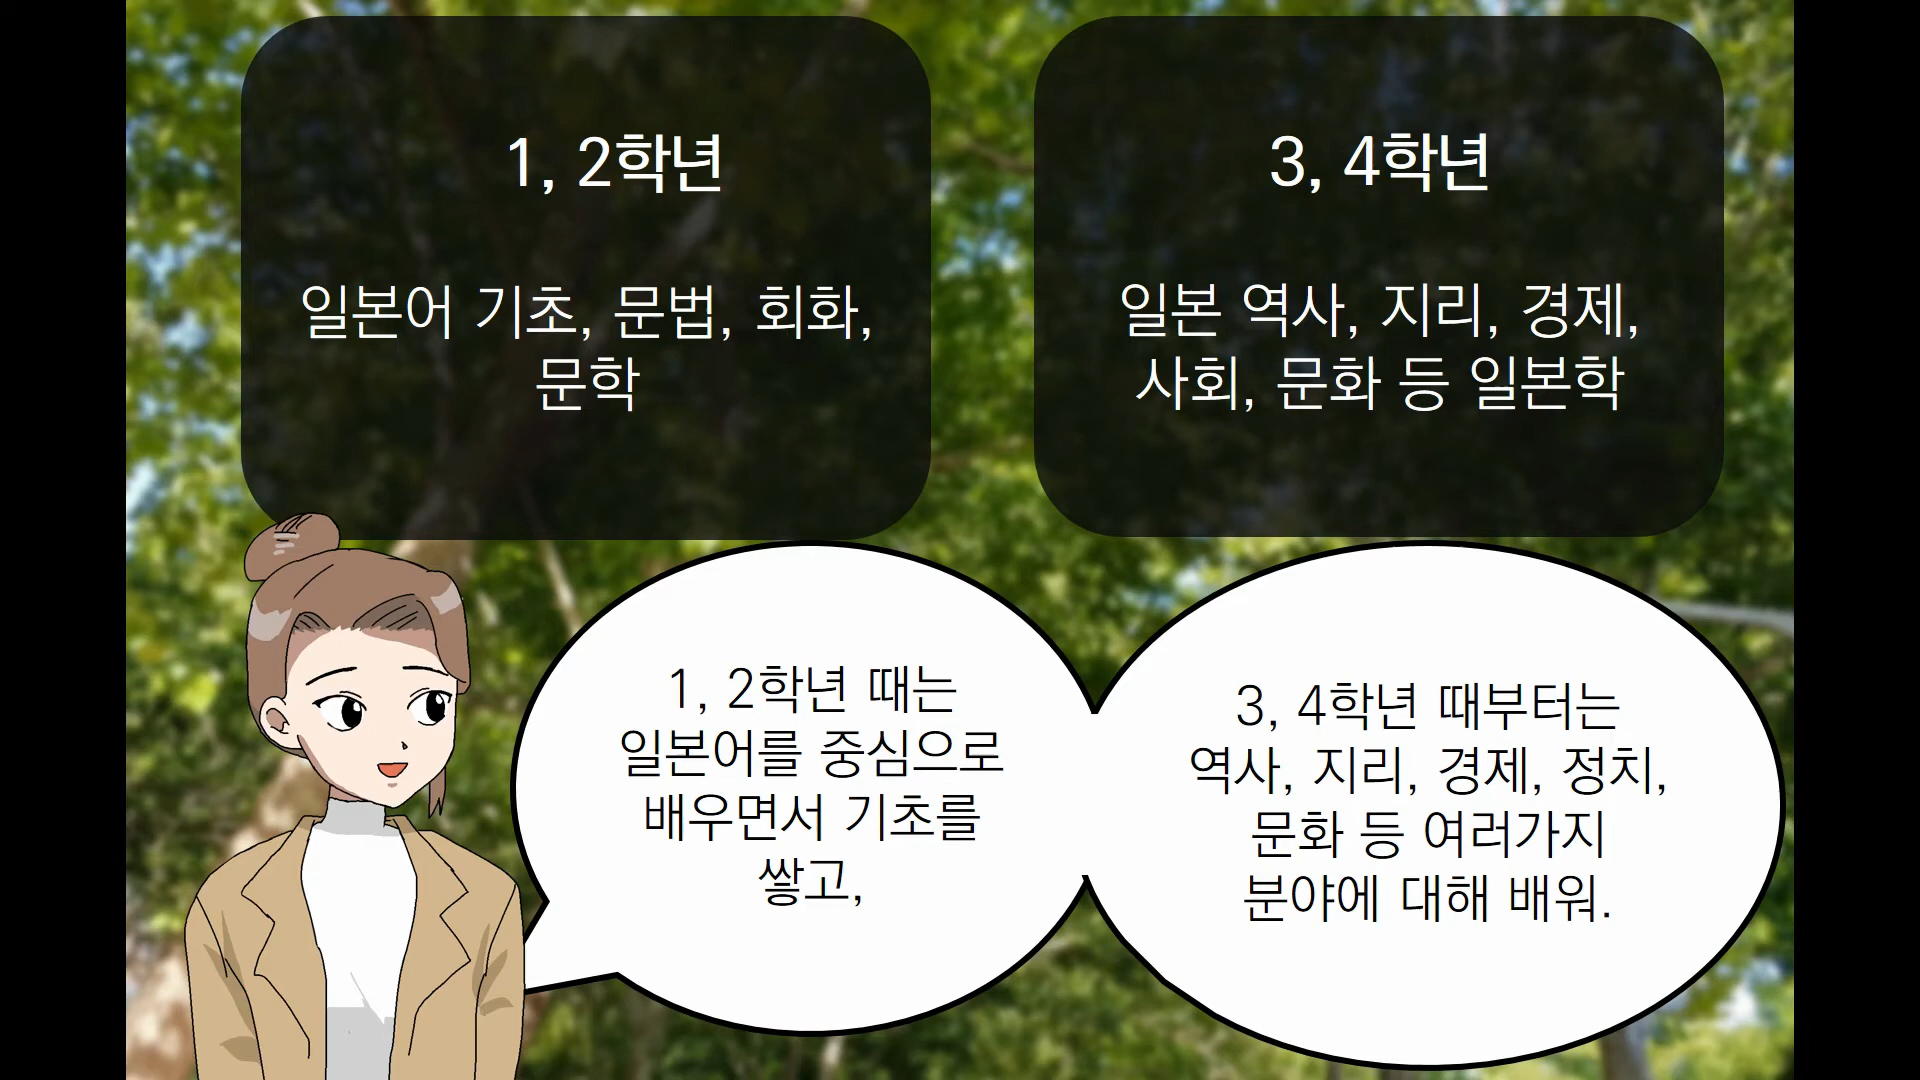 1, 2학년
일본어 기초, 문법, 회화,
문학
3, 4학년
일본 역사, 지리, 경제,
사회, 문화 등 일본학
1, 2학년 때는
일본어를 중심으로
배우면서 기초를
쌓고,
3, 4학년 때부터는
역사, 지리, 경제, 정치,
문화 등 여러가지
분야에 대해 배워.